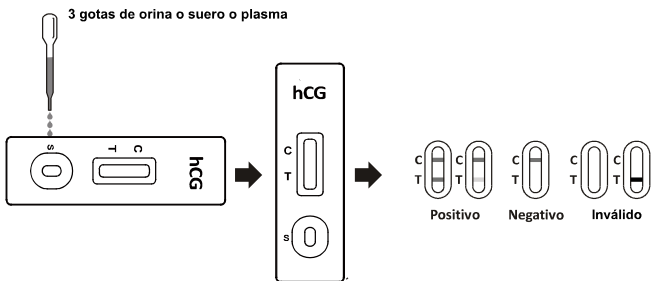 3 gotas de orina o suero o plasma
S
T C
hCG
hCG
C
T
S
C C C C C
T T T T T
Positivo Negativo Inválido